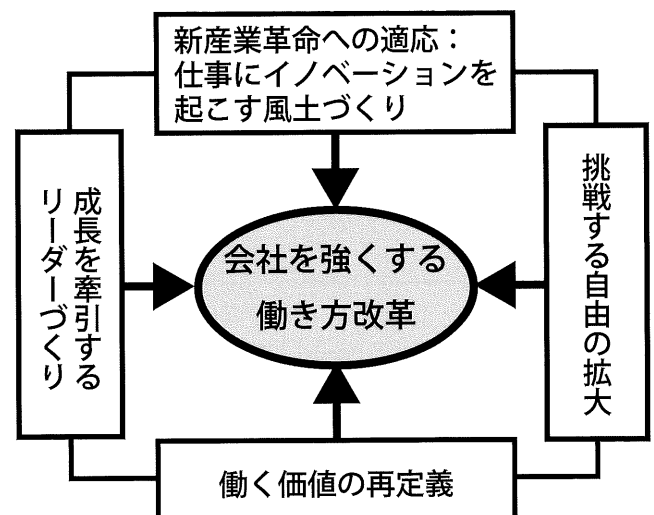 新産業革命への適応：
仕事にイノベーションを
起こす風土づくり
成長を牽引する
リーダーづくり
会社を強くする
働き方改革
挑戦する自由の拡大
働く価値の再定義